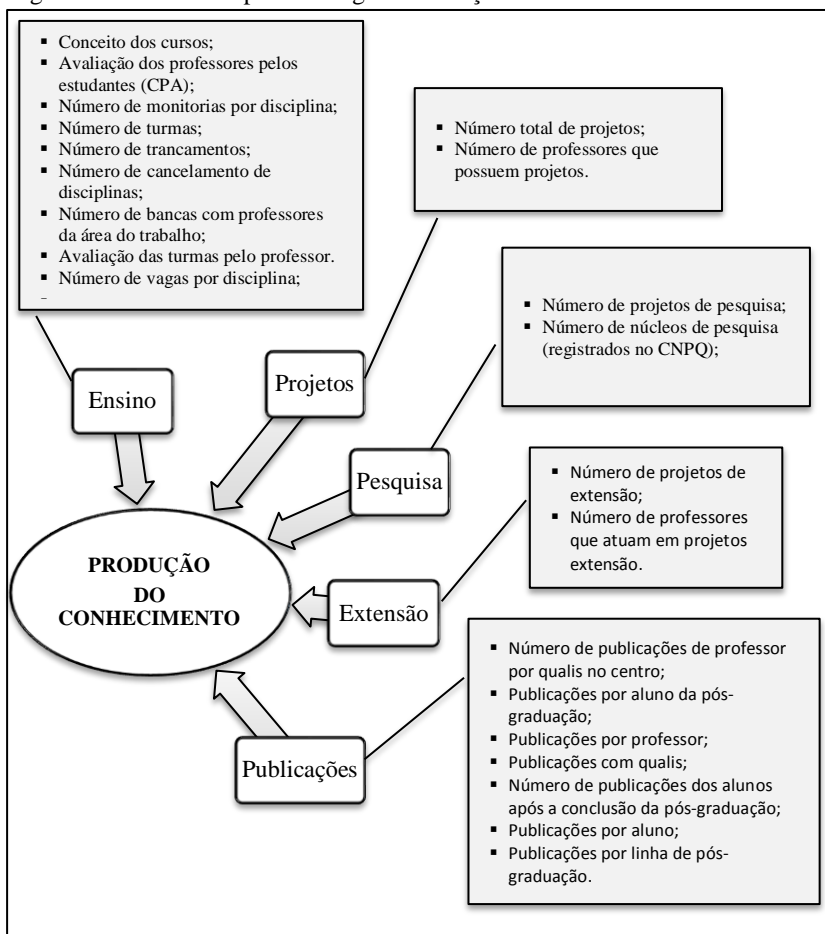 Conceito dos cursos;
Avaliação dos professores pelos
estudantes (CPA);
Número de monitorias por disciplina;
Número de turmas;
Número de trancamentos;
Número de cancelamento de
disciplinas;
Número de bancas com professores
da área do trabalho;
Avaliação das turmas pelo professor.
Número de vagas por disciplina;
Número total de projetos;
Número de professores que
possuem projetos.
Número de projetos de pesquisa;
Número de núcleos de pesquisa
(registrados no CNPQ);
Ensino
Projetos
Pesquisa
Número de projetos de
extensão;
Número de professores
que atuam em projetos
extensão.
PRODUÇÃO
DO
CONHECIMENTO
Extensão
Publicações
Número de publicações de professor
por qualis no centro;
Publicações por aluno da pós-
graduação;
Publicações por professor;
Publicações com qualis;
Número de publicações dos alunos
após a conclusão da pós-graduação;
Publicações por aluno;
Publicações por linha de pós-
graduação.